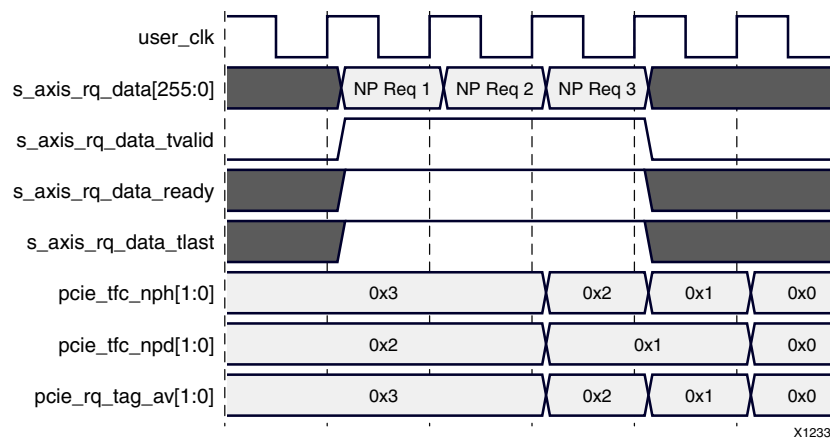 user_clk
s_axis_rq_data[255:0] NP Req 1 NP Req 2 NP Req 3
s_axis_rq_data_tvalid
s_axis_rq_data_ready
s_axis_rq_data_tlast
pcie_tfc_nph[1:0] 0x3 0x2 0x1 0x0
pcie_tfc_npd[1:0] 0x2 0x1 0x0
pcie_rq_tag_av[1:0] 0x3 0x2 0x1 0x0
X1233